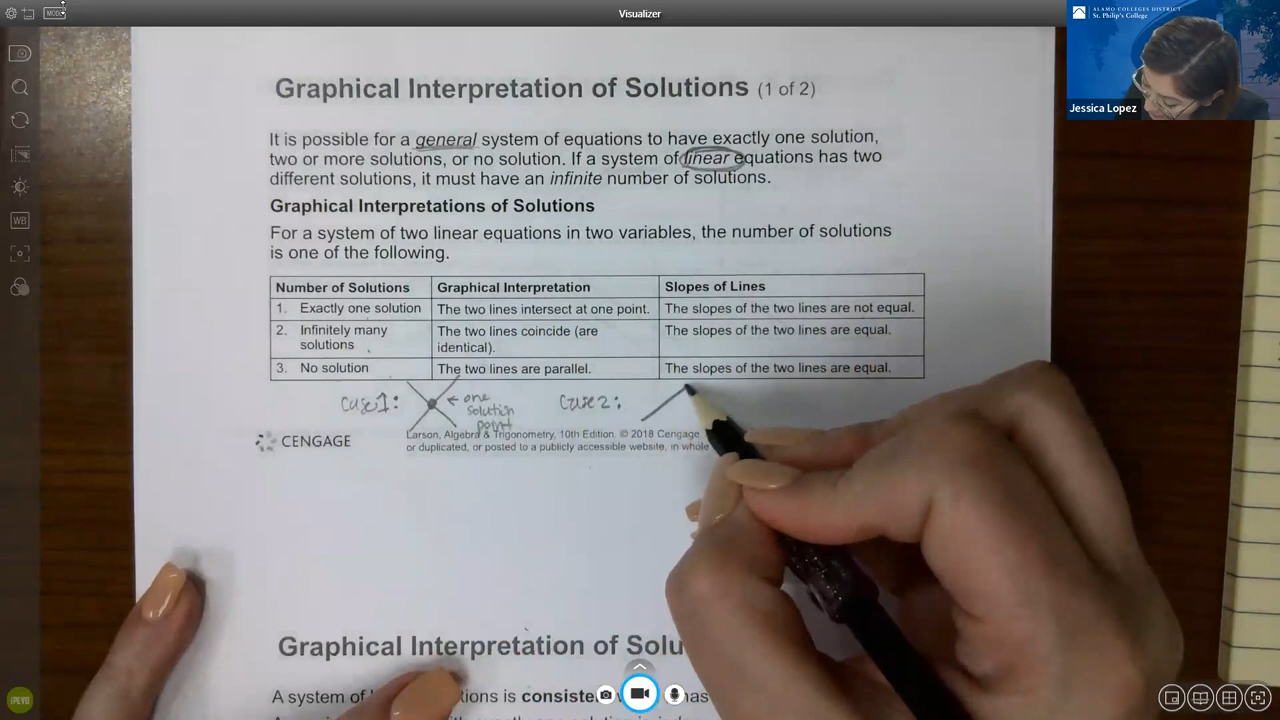 Visualizer
MODE
ALAMO COLLEGES DISTRICT
St. Philip's College
Jessica Lopez
WB
Graphical Interpretation of Solutions (1 of 2)
It is possible for a general system of equations to have exactly one solution,
two or more solutions, or no solution. If a system of linear equations has two
different solutions, it must have an infinite number of solutions.
Graphical Interpretations of Solutions
For a system of two linear equations in two variables, the number of solutions
is one of the following.
Number of Solutions Graphical Interpretation Slopes of Lines
1. Exactly one solution The two lines intersect at one point. The slopes of the two lines are not equal.
2. Infinitely many solutions The two lines coincide (are identical). The slopes of the two lines are equal.
3. No solution The two lines are parallel. The slopes of the two lines are equal.
Case 1: ← one solution point Case 2:
CENGAGE
Larson, Algebra & Trigonometry, 10th Edition. © 2018 Cengage.
or duplicated, or posted to a publicly accessible website, in whole
Graphical Interpretation of Solu
A system of tions is consiste has
IPEVO